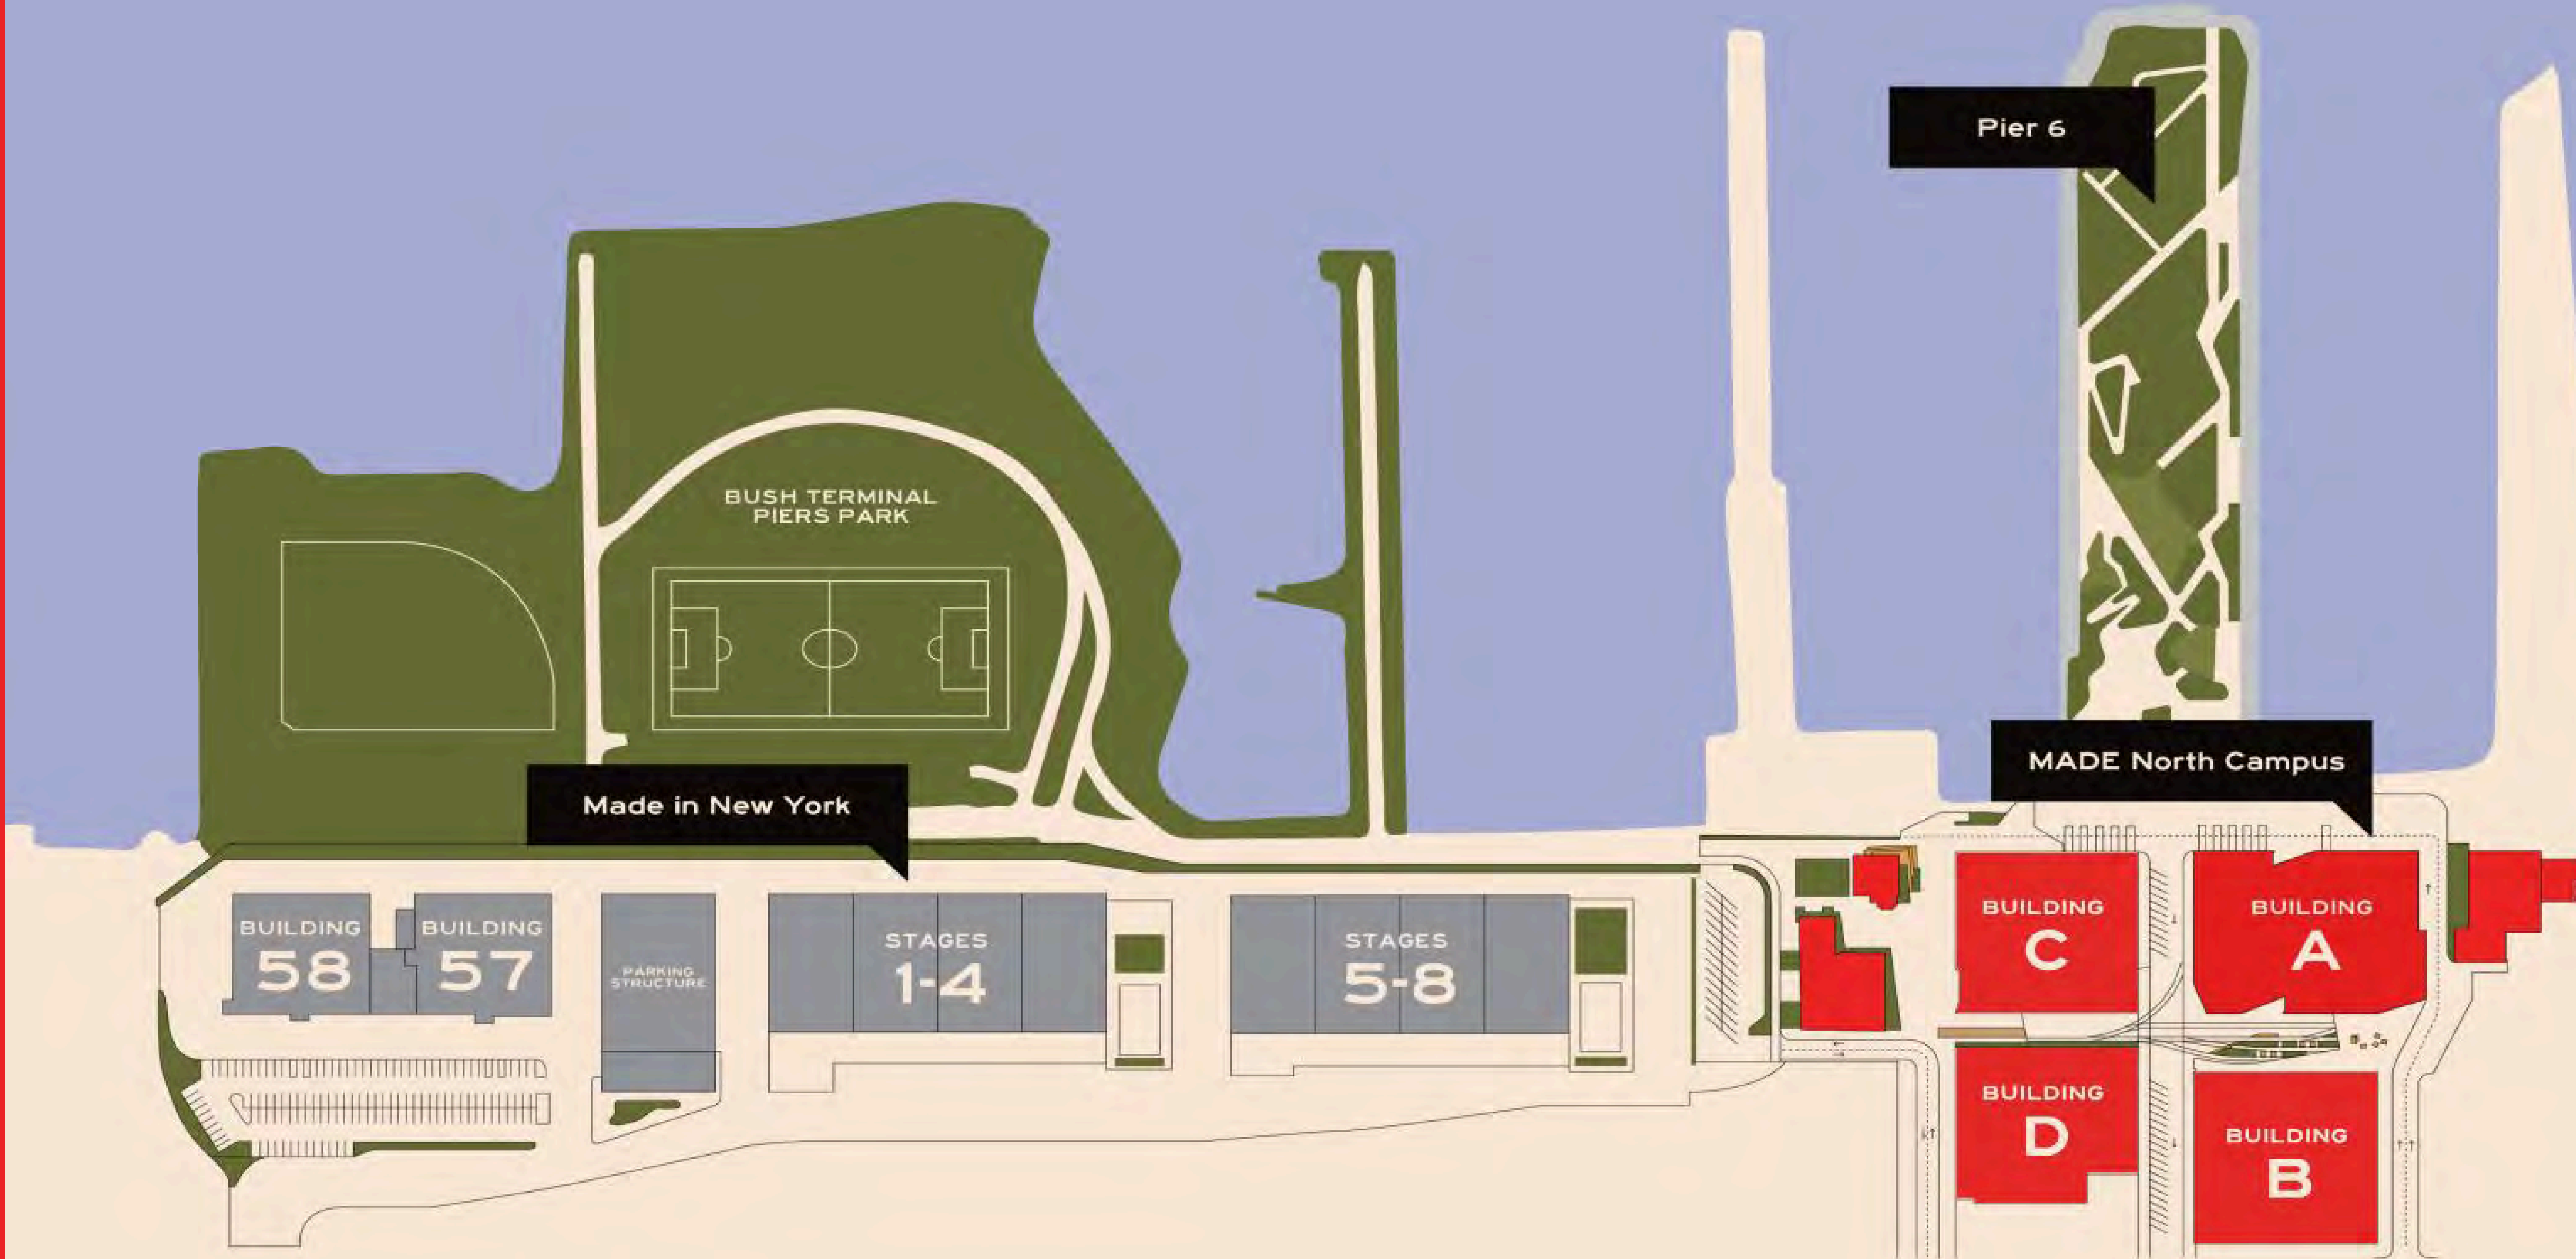 Pier 6
BUSH TERMINAL
PIERS PARK
MADE North Campus
Made in New York
BUILDING
58
BUILDING
57
PARKING
STRUCTURE
STAGES
1-4
STAGES
5-8
BUILDING
C
BUILDING
A
BUILDING
D
BUILDING
B